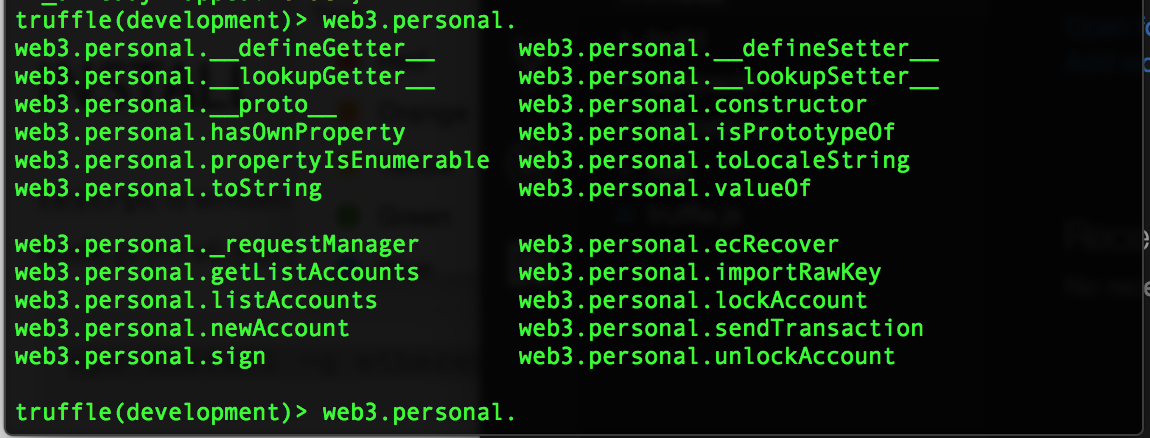 truffle(development)> web3.personal.
web3.personal.__defineGetter__ web3.personal.__defineSetter__
web3.personal.__lookupGetter__ web3.personal.__lookupSetter__
web3.personal.__proto__ web3.personal.constructor
web3.personal.hasOwnProperty web3.personal.isPrototypeOf
web3.personal.propertyIsEnumerable web3.personal.toLocaleString
web3.personal.toString web3.personal.valueOf
web3.personal._requestManager web3.personal.ecRecover
web3.personal.getListAccounts web3.personal.importRawKey
web3.personal.listAccounts web3.personal.lockAccount
web3.personal.newAccount web3.personal.sendTransaction
web3.personal.sign web3.personal.unlockAccount
truffle(development)> web3.personal.
Orange
Green